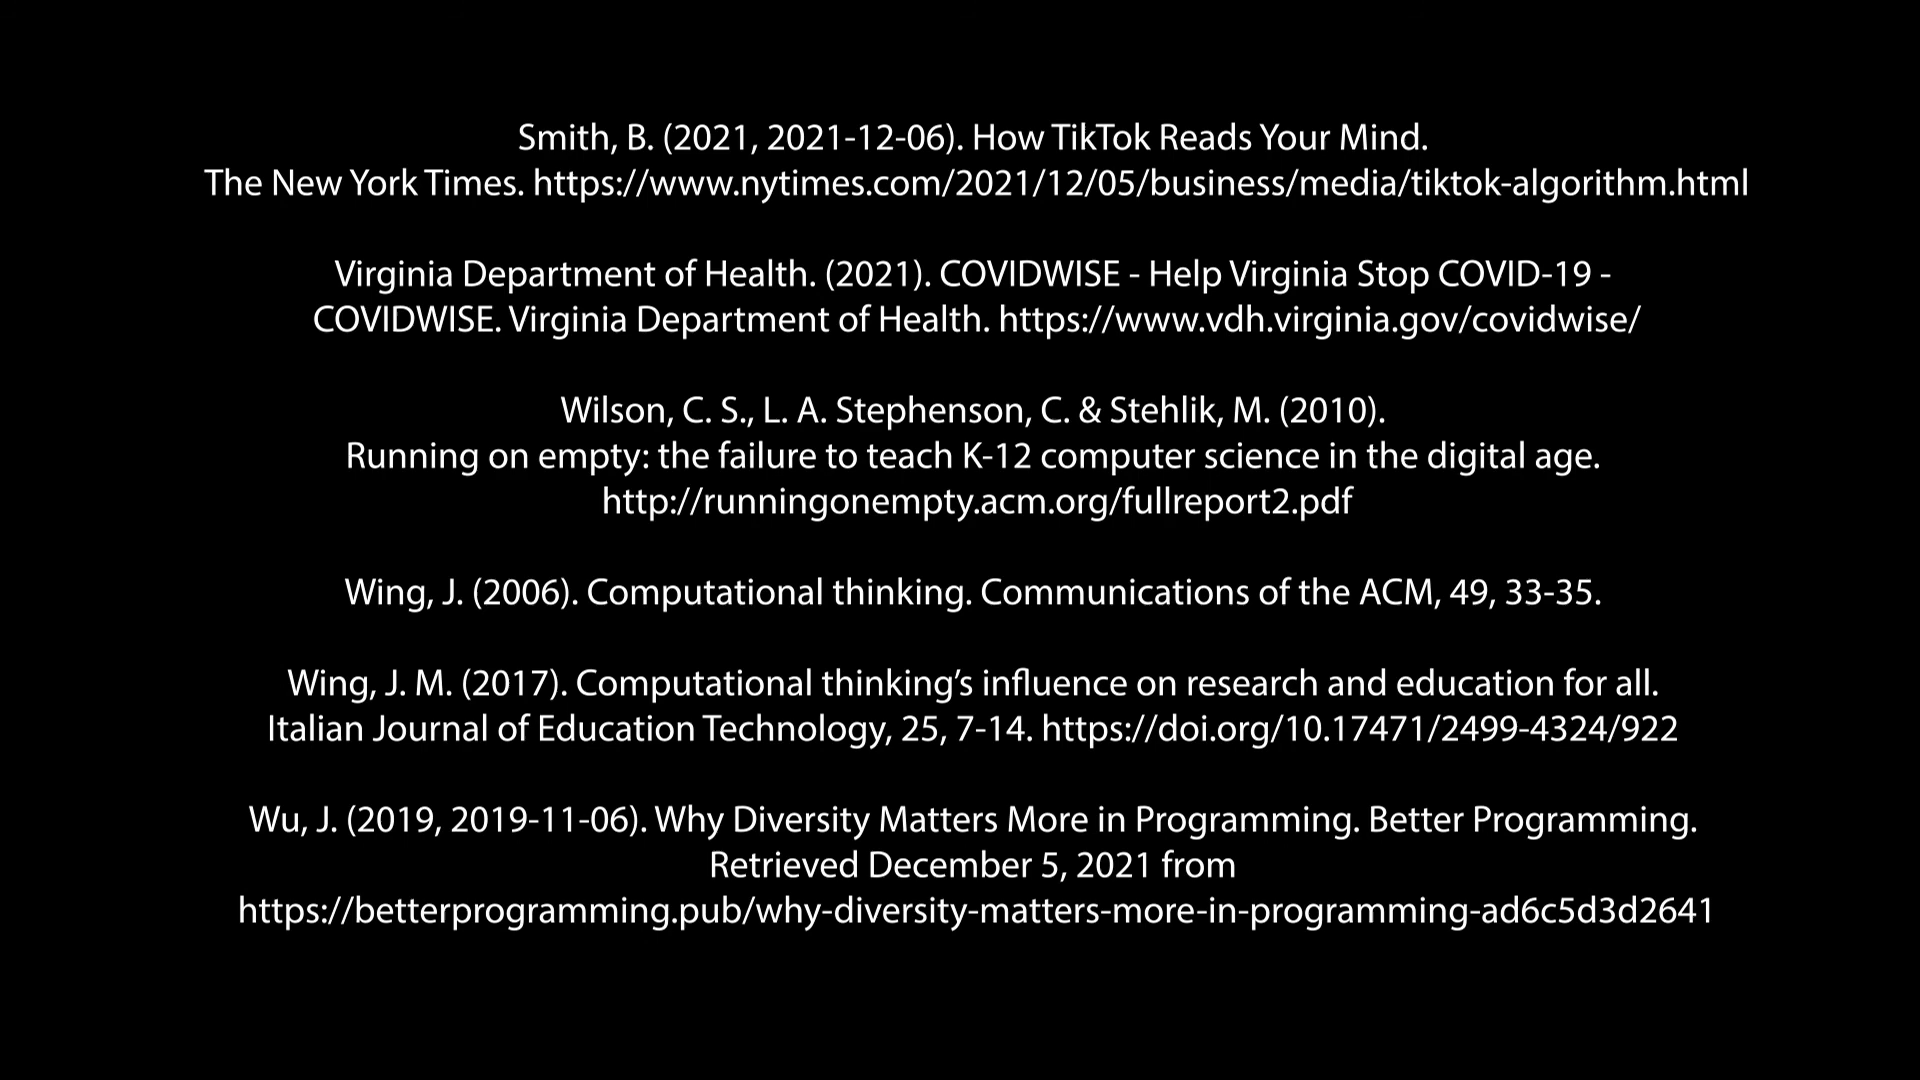 Smith, B. (2021, 2021-12-06). How TikTok Reads Your Mind.
The New York Times. https://www.nytimes.com/2021/12/05/business/media/tiktok-algorithm.html
Virginia Department of Health. (2021). COVIDWISE - Help Virginia Stop COVID-19 -
COVIDWISE. Virginia Department of Health. https://www.vdh.virginia.gov/covidwise/
Wilson, C. S., L. A. Stephenson, C. & Stehlik, M. (2010).
Running on empty: the failure to teach K-12 computer science in the digital age.
http://runningonempty.acm.org/fullreport2.pdf
Wing, J. (2006). Computational thinking. Communications of the ACM, 49, 33-35.
Wing, J. M. (2017). Computational thinking’s influence on research and education for all.
Italian Journal of Education Technology, 25, 7-14. https://doi.org/10.17471/2499-4324/922
Wu, J. (2019, 2019-11-06). Why Diversity Matters More in Programming. Better Programming.
Retrieved December 5, 2021 from
https://betterprogramming.pub/why-diversity-matters-more-in-programming-ad6c5d3d2641